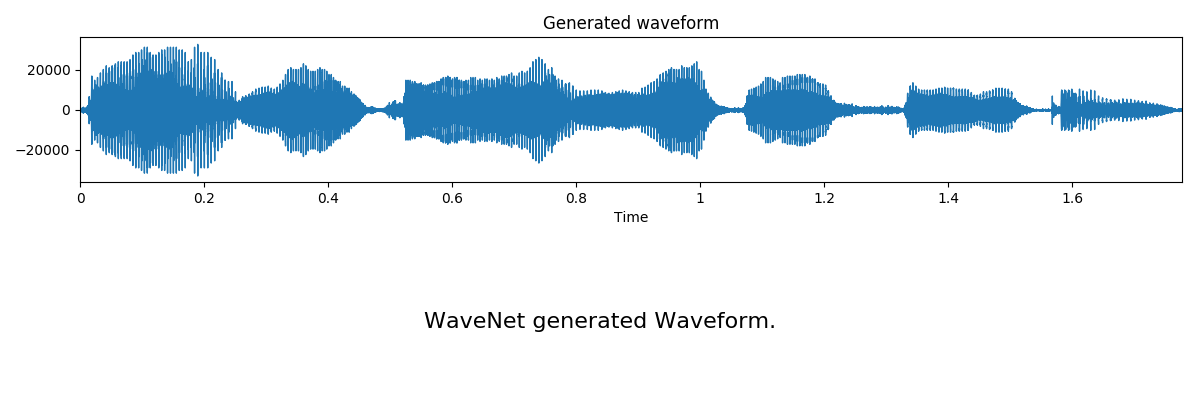 Generated waveform
20000
0
−20000
0 0.2 0.4 0.6 0.8 1 1.2 1.4 1.6
Time
WaveNet generated Waveform.